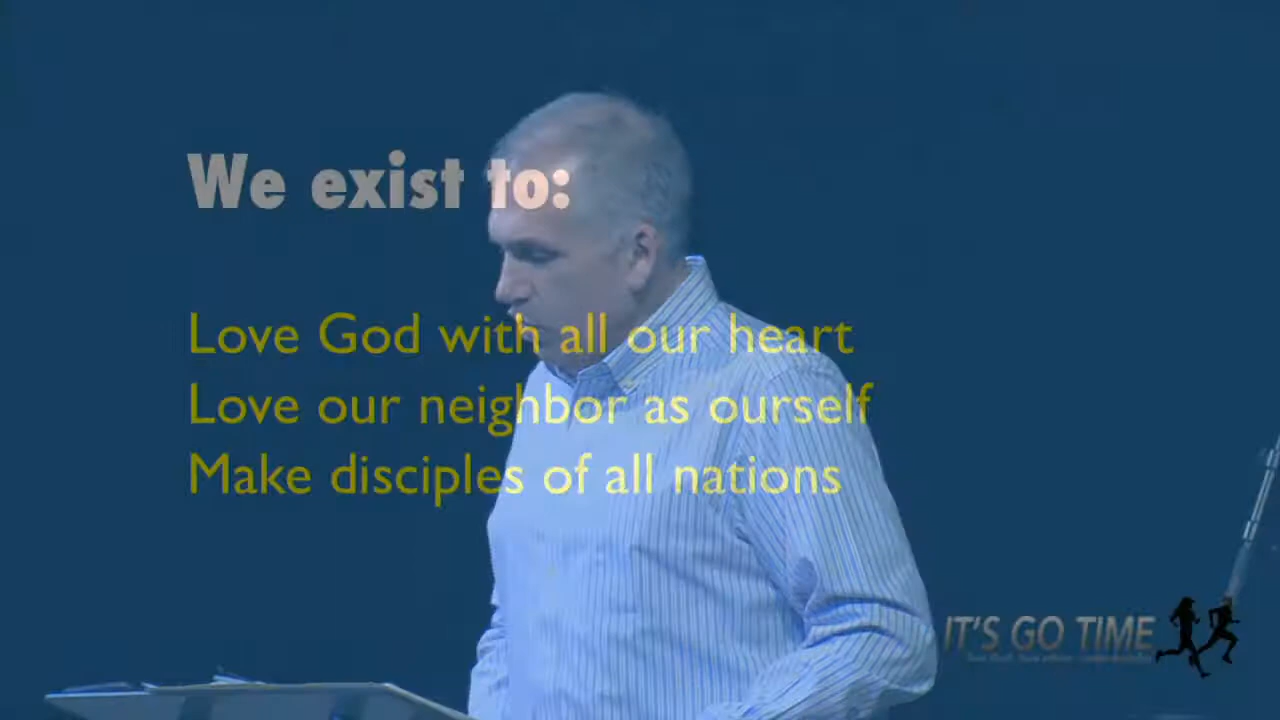 We exist to:
Love God with all our heart
Love our neighbor as ourself
Make disciples of all nations
IT'S GO TIME